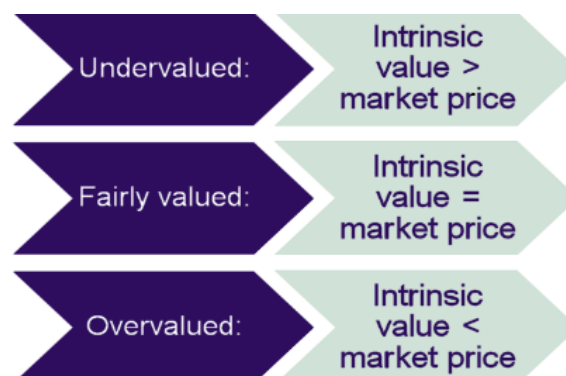 Undervalued:
Intrinsic
value >
market price
Fairly valued:
Intrinsic
value =
market price
Overvalued:
Intrinsic
value <
market price